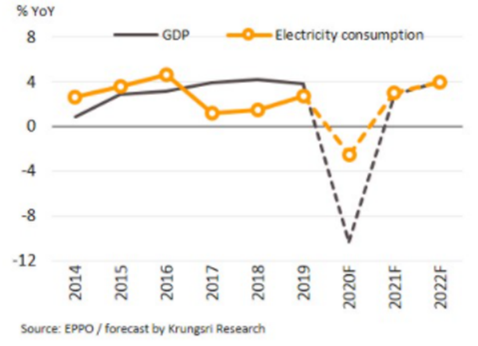 % YoY
GDP
Electricity consumption
8
4
0
-4
-8
-12
2014
2015
2016
2017
2018
2019
2020F
2021F
2022F
Source: EPPO / forecast by Krungsri Research